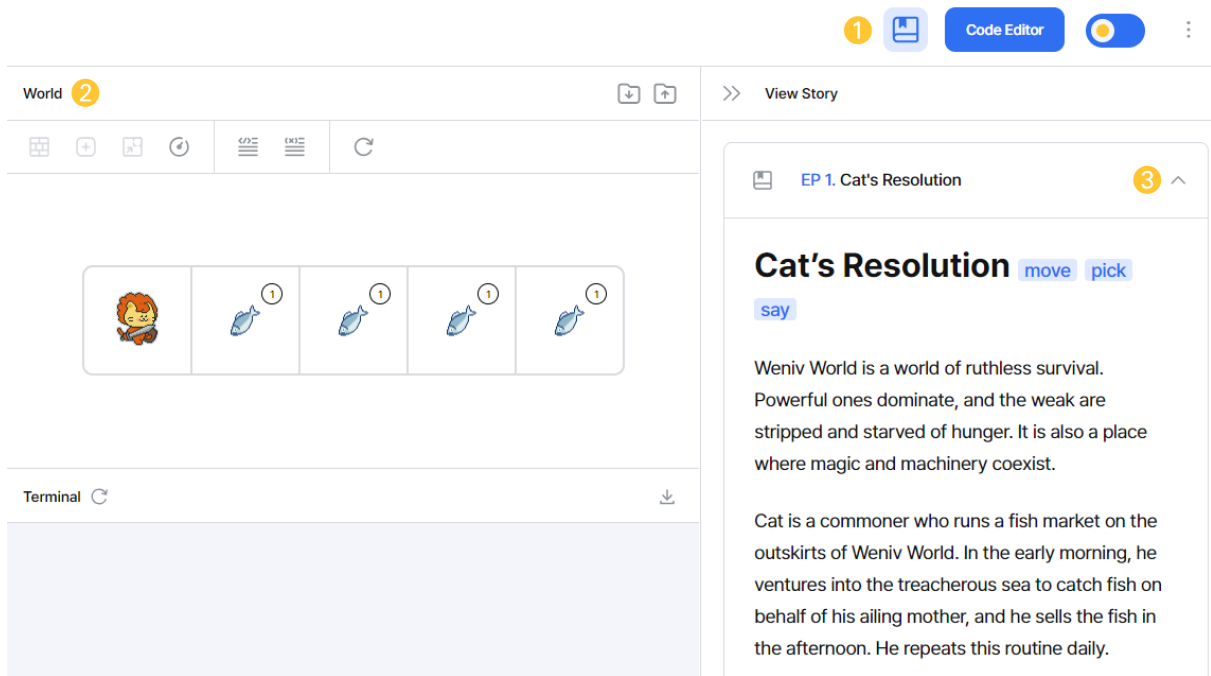 1
Code Editor
World 2
View Story
EP 1. Cat's Resolution 3
1 1 1 1
Cat’s Resolution move pick
say
Weniv World is a world of ruthless survival.
Powerful ones dominate, and the weak are
stripped and starved of hunger. It is also a place
where magic and machinery coexist.
Terminal
Cat is a commoner who runs a fish market on the
outskirts of Weniv World. In the early morning, he
ventures into the treacherous sea to catch fish on
behalf of his ailing mother, and he sells the fish in
the afternoon. He repeats this routine daily.